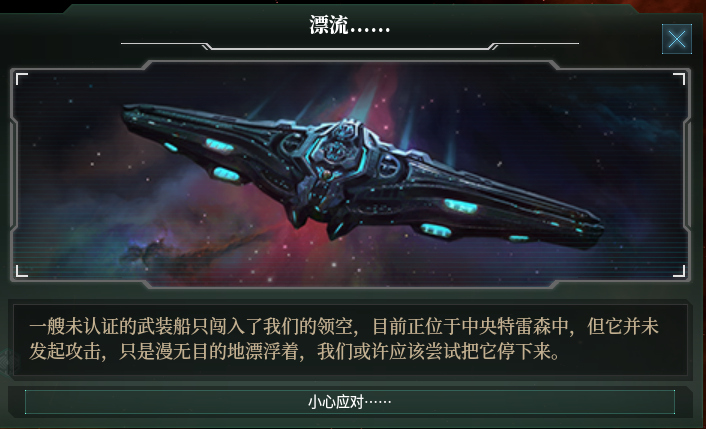 漂流……
一艘未认证的武装船只闯入了我们的领空，目前正位于中央特雷森中，但它并未
发起攻击，只是漫无目的地漂浮着，我们或许应该尝试把它停下来。
小心应对……